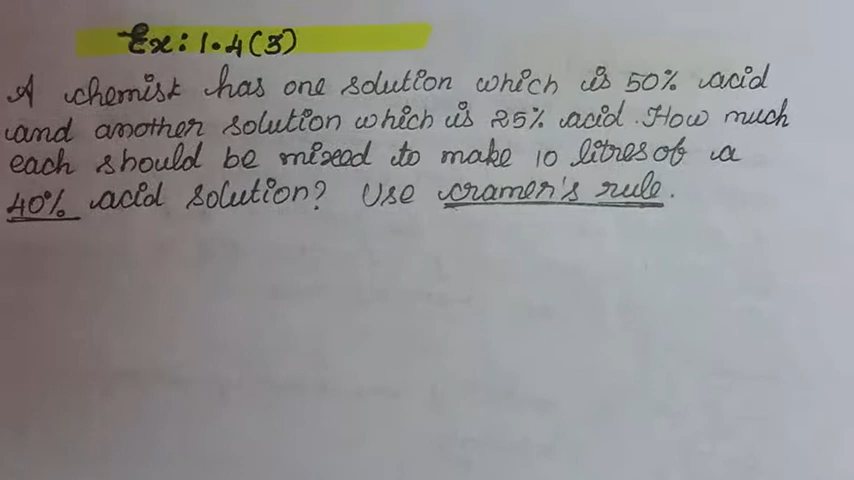 Ex: 1.4(3)
A chemist has one solution which is 50% acid
and another solution which is 25% acid. How much
each should be mixed to make 10 litres of a
40% acid solution? Use cramer's rule.